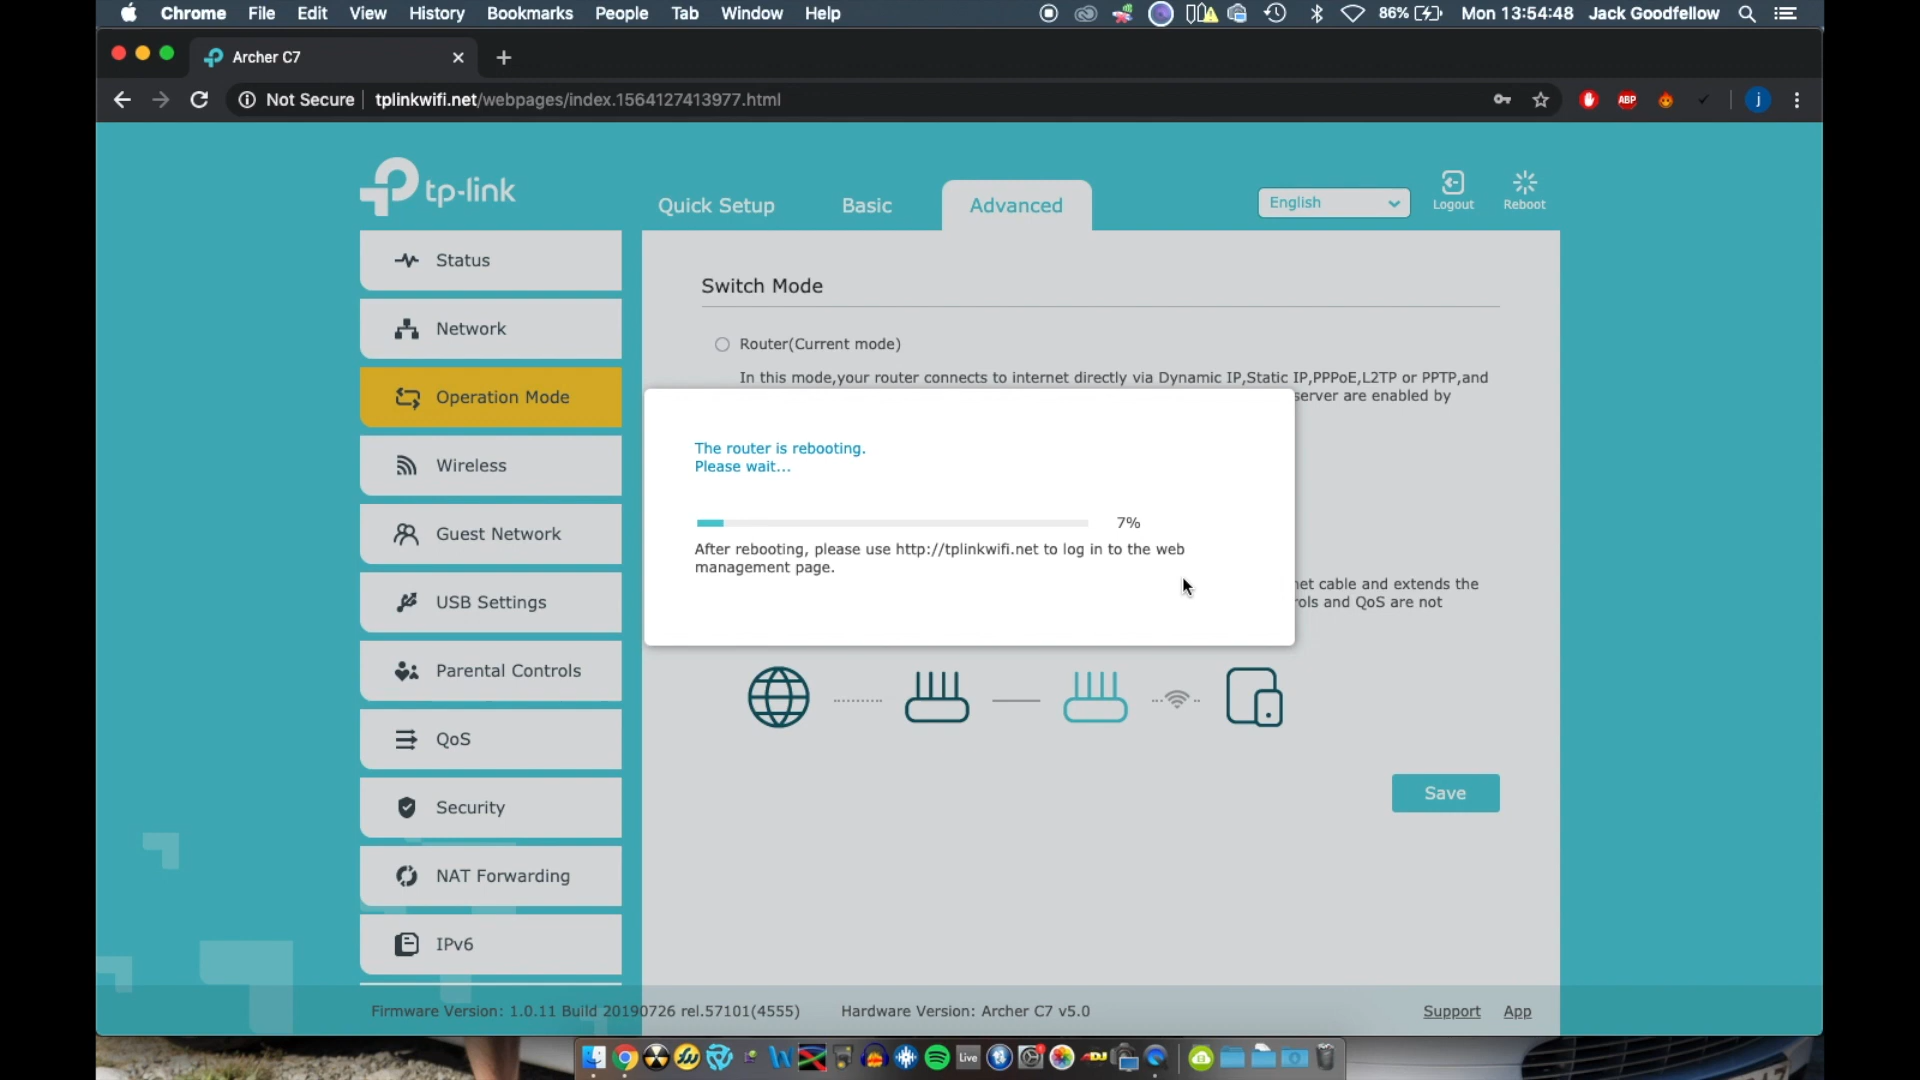 Chrome File Edit View History Bookmarks People Tab Window Help 86% Mon 13:54:48 Jack Goodfellow
Archer C7
Not Secure tplinkwifi.net/webpages/index.1564127413977.html ABP j
tp-link
Quick Setup Basic Advanced English Logout Reboot
Status
Network
Operation Mode
Wireless
Guest Network
USB Settings
Parental Controls
QoS
Security
NAT Forwarding
IPv6
Switch Mode
Router(Current mode)
In this mode,your router connects to internet directly via Dynamic IP,Static IP,PPPoE,L2TP or PPTP,and
server are enabled by
The router is rebooting.
Please wait...
7%
After rebooting, please use http://tplinkwifi.net to log in to the web
management page.
net cable and extends the
rols and QoS are not
Save
Firmware Version: 1.0.11 Build 20190726 rel.57101(4555) Hardware Version: Archer C7 v5.0 Support App
Live
DJ